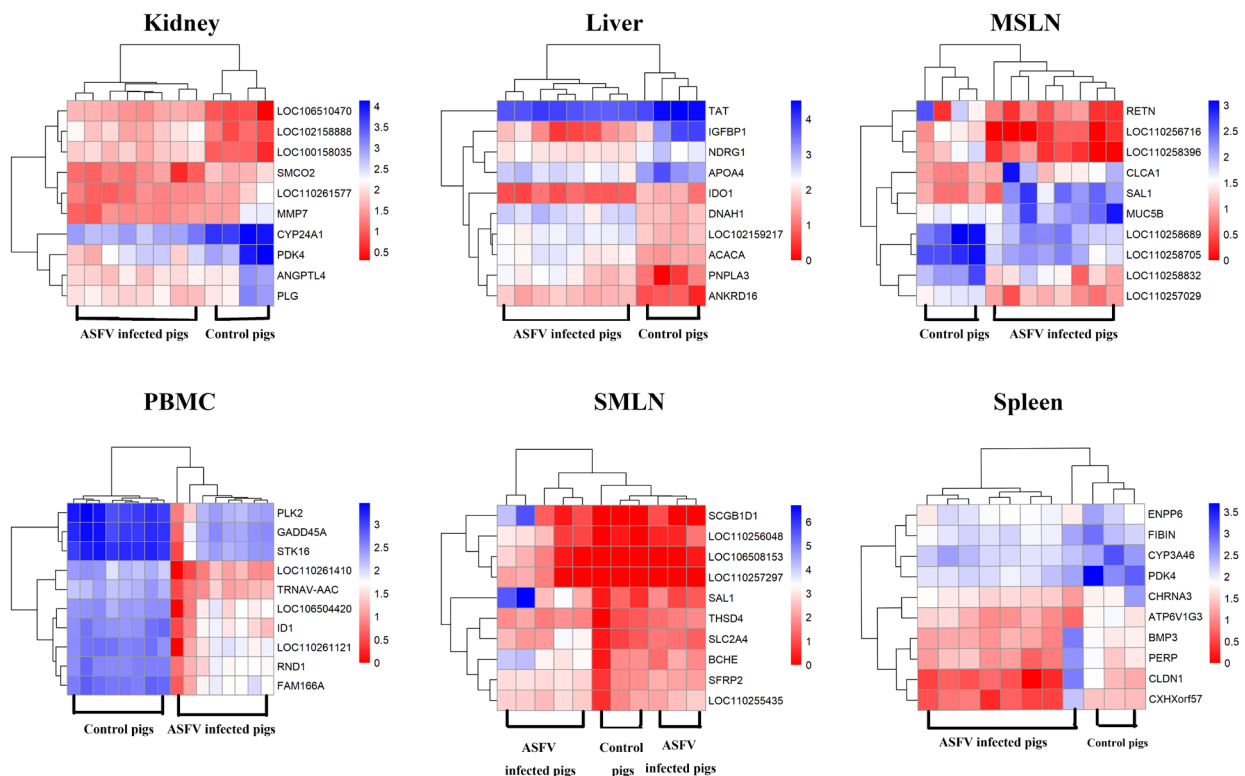 Kidney
LOC106510470
LOC102158888
LOC100158035
SMCO2
LOC110261577
MMP7
CYP24A1
PDK4
ANGPTL4
PLG
4
3.5
3
2.5
2
1.5
1
0.5
ASFV infected pigs
Control pigs
Liver
TAT
IGFBP1
NDRG1
APOA4
IDO1
DNAH1
LOC102159217
ACACA
PNPLA3
ANKRD16
4
3
2
1
0
ASFV infected pigs
Control pigs
MSLN
RETN
LOC110256716
LOC110258396
CLCA1
SAL1
MUC5B
LOC110258689
LOC110258705
LOC110258832
LOC110257029
3
2.5
2
1.5
1
0.5
0
Control pigs
ASFV infected pigs
PBMC
PLK2
GADD45A
STK16
LOC110261410
TRNAV-AAC
LOC106504420
ID1
LOC110261121
RND1
FAM166A
3
2.5
2
1.5
1
0.5
0
Control pigs
ASFV infected pigs
SMLN
SCGB1D1
LOC110256048
LOC106508153
LOC110257297
SAL1
THSD4
SLC2A4
BCHE
SFRP2
LOC110255435
6
5
4
3
2
1
0
ASFV
infected pigs
Control
pigs
ASFV
infected pigs
Spleen
ENPP6
FIBIN
CYP3A46
PDK4
CHRNA3
ATP6V1G3
BMP3
PERP
CLDN1
CXHXorf57
3.5
3
2.5
2
1.5
1
0.5
0
ASFV infected pigs
Control pigs